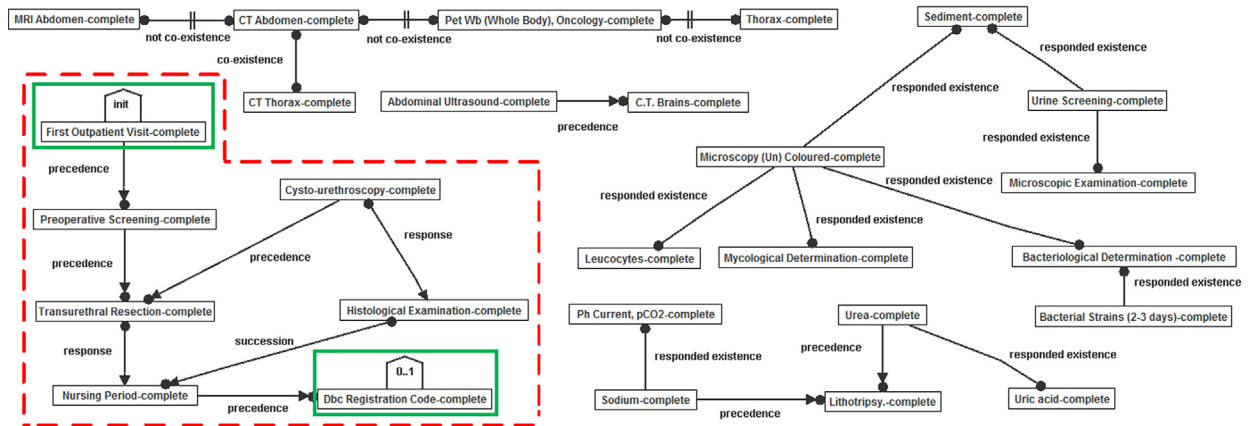 MRI Abdomen-complete
CT Abdomen-complete
Pet Wb (Whole Body), Oncology-complete
Thorax-complete
Sediment-complete
not co-existence
not co-existence
not co-existence
co-existence
responded existence
responded existence
CT Thorax-complete
Abdominal Ultrasound-complete
C.T. Brains-complete
precedence
Urine Screening-complete
init
First Outpatient Visit-complete
precedence
responded existence
Microscopy (Un) Coloured-complete
Microscopic Examination-complete
responded existence
responded existence
responded existence
Cysto-urethroscopy-complete
Preoperative Screening-complete
response
precedence
precedence
Leucocytes-complete
Mycological Determination-complete
Bacteriological Determination -complete
responded existence
Transurethral Resection-complete
Histological Examination-complete
Ph Current, pCO2-complete
Urea-complete
Bacterial Strains (2-3 days)-complete
response
succession
responded existence
precedence
responded existence
0..1
Nursing Period-complete
precedence
Dbc Registration Code-complete
Sodium-complete
precedence
Lithotripsy.-complete
Uric acid-complete